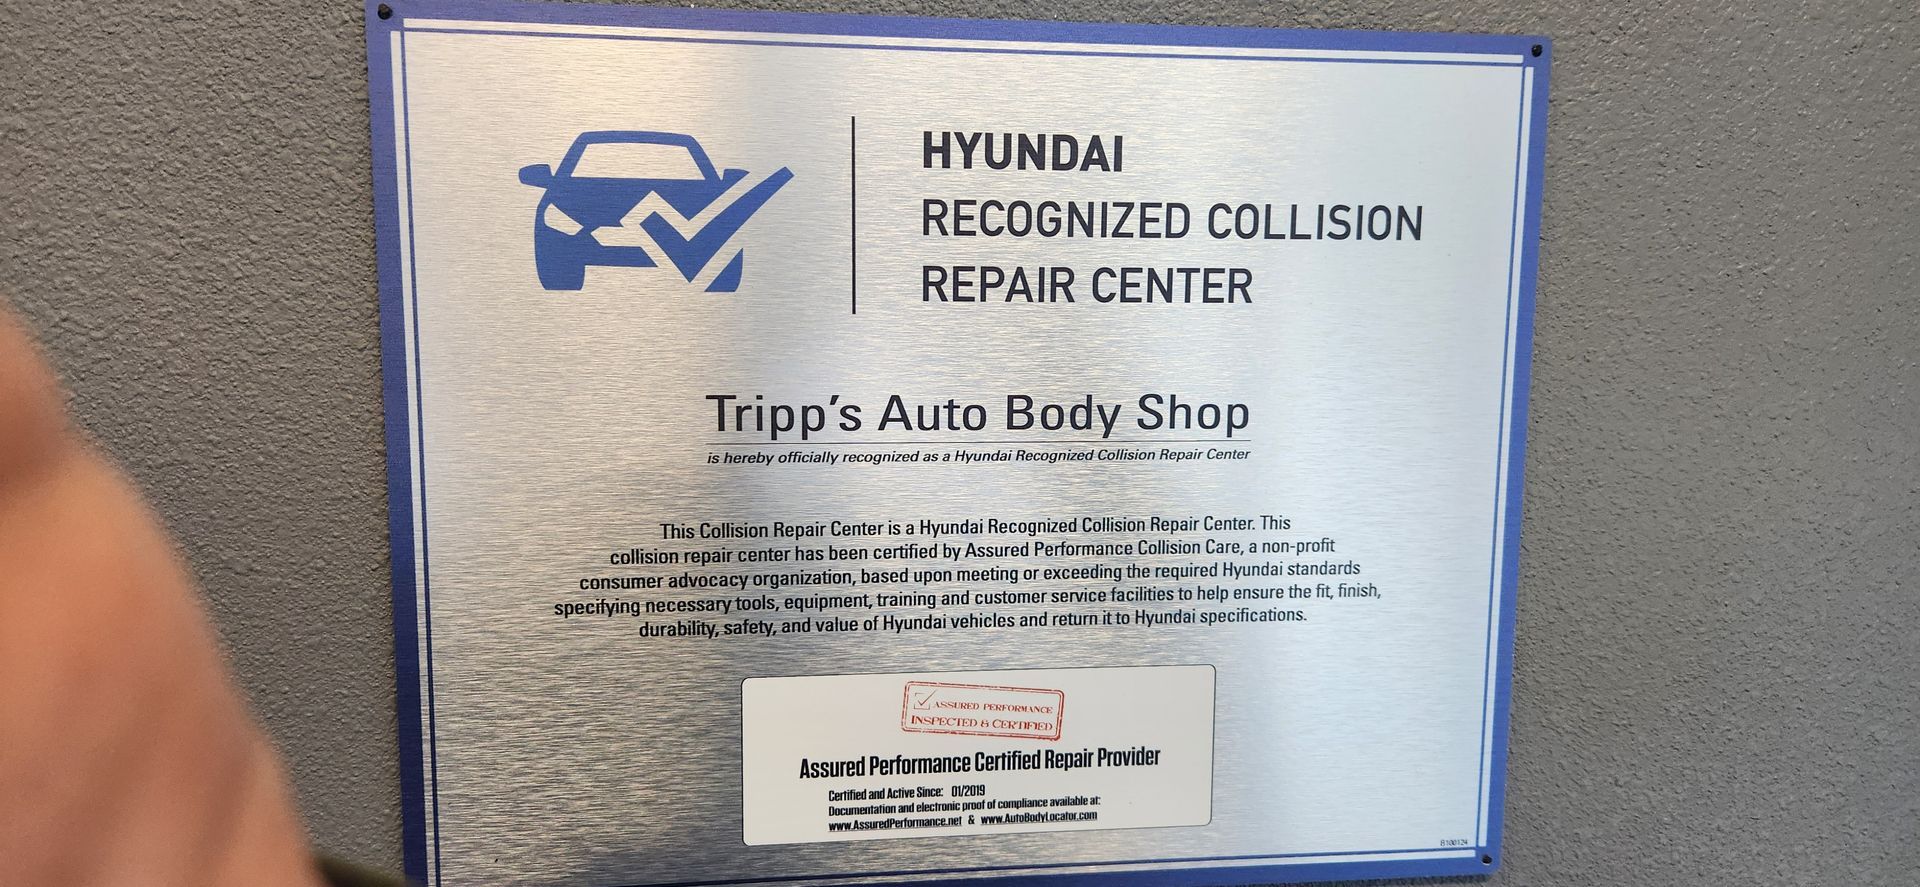 HYUNDAI
RECOGNIZED COLLISION
REPAIR CENTER
Tripp's Auto Body Shop
is hereby officially recognized as a Hyundai Recognized Collision Repair Center
This Collision Repair Center is a Hyundai Recognized Collision Repair Center. This
collision repair center has been certified by Assured Performance Collision Care, a non-profit
consumer advocacy organization, based upon meeting or exceeding the required Hyundai standards
specifying necessary tools, equipment, training and customer service facilities to help ensure the fit, finish,
durability, safety, and value of Hyundai vehicles and return it to Hyundai specifications.
ASSURED PERFORMANCE
INSPECTED & CERTIFIED
Assured Performance Certified Repair Provider
Certified and Active Since: 01/2019
Documentation and electronic proof of compliance available at:
www.AssuredPerformance.net & www.AutoBodyLocator.com